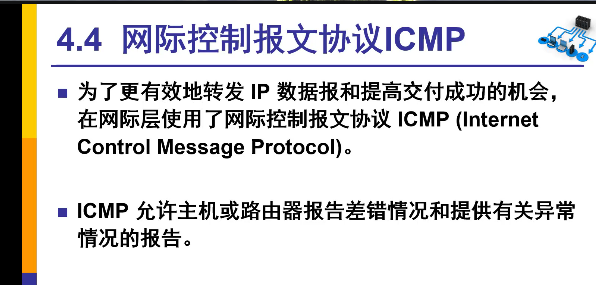 4.4 网际控制报文协议ICMP
为了更有效地转发 IP 数据报和提高交付成功的机会，
在网际层使用了网际控制报文协议 ICMP (Internet
Control Message Protocol)。
ICMP 允许主机或路由器报告差错情况和提供有关异常
情况的报告。